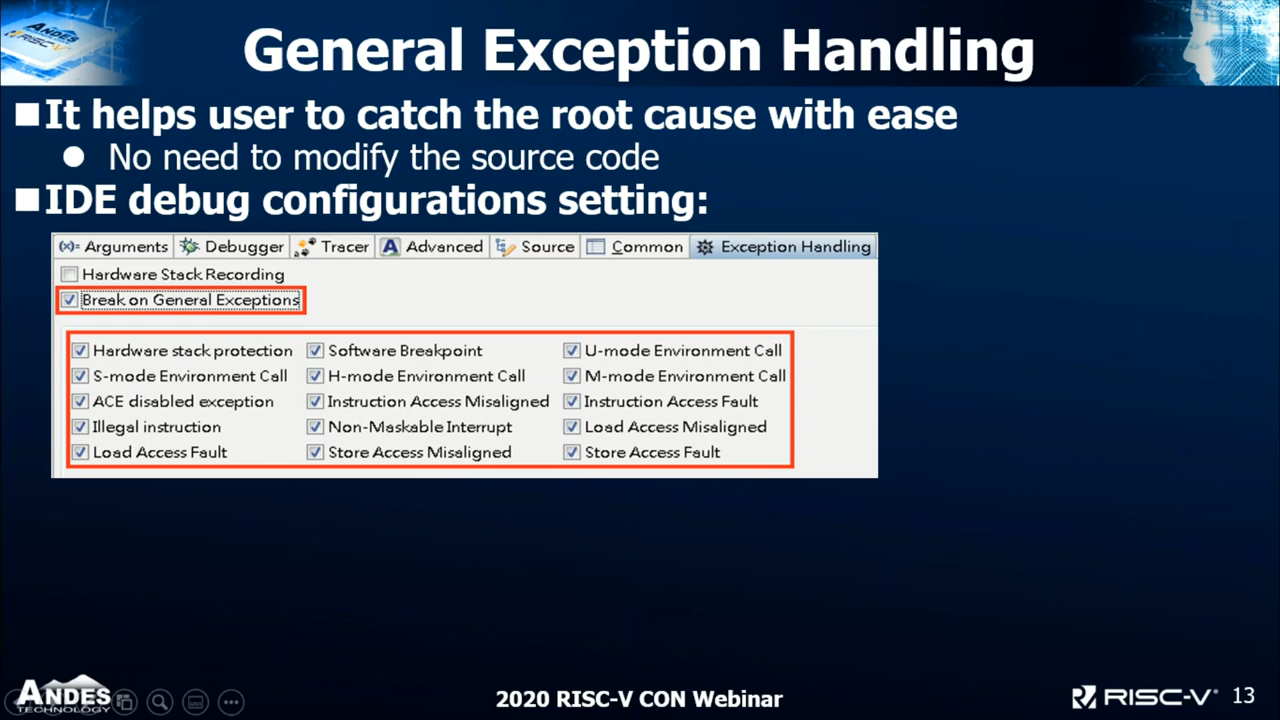 ANDES
RISC-V
General Exception Handling
It helps user to catch the root cause with ease
No need to modify the source code
IDE debug configurations setting:
(x)= Arguments Debugger Tracer Advanced Source Common Exception Handling
Hardware Stack Recording
Break on General Exceptions
Hardware stack protection Software Breakpoint U-mode Environment Call
S-mode Environment Call H-mode Environment Call M-mode Environment Call
ACE disabled exception Instruction Access Misaligned Instruction Access Fault
Illegal instruction Non-Maskable Interrupt Load Access Misaligned
Load Access Fault Store Access Misaligned Store Access Fault
ANDES
TECHNOLOGY
2020 RISC-V CON Webinar
RISC-V® 13